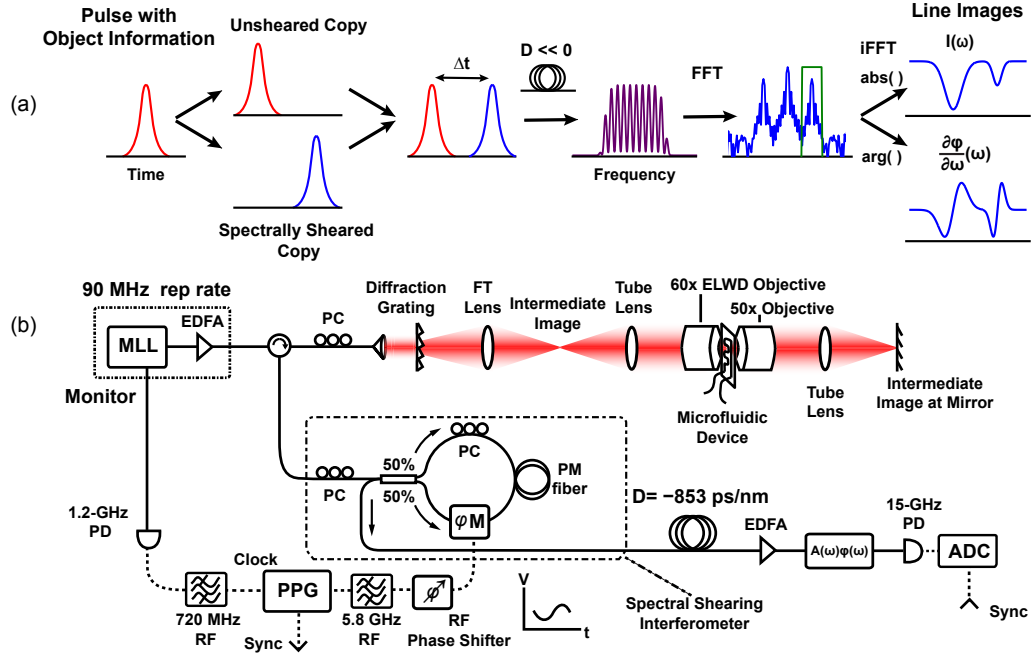 Pulse with
Object Information
Unsheared Copy
Line Images
(a)
Time
Spectrally Sheared
Copy
Δt
D << 0
Frequency
FFT
iFFT
abs( )
arg( )
I(ω)
∂φ/∂ω(ω)
(b)
90 MHz rep rate
MLL
EDFA
Monitor
PC
Diffraction
Grating
FT
Lens
Intermediate
Image
Tube
Lens
60x ELWD Objective
50x Objective
Microfluidic
Device
Tube
Lens
Intermediate
Image at Mirror
PC
50%
50%
PC
PM
fiber
φM
D= −853 ps/nm
EDFA
A(ω)φ(ω)
15-GHz
PD
ADC
Sync
1.2-GHz
PD
720 MHz
RF
Clock
PPG
Sync
5.8 GHz
RF
φ
RF
Phase Shifter
V
t
Spectral Shearing
Interferometer